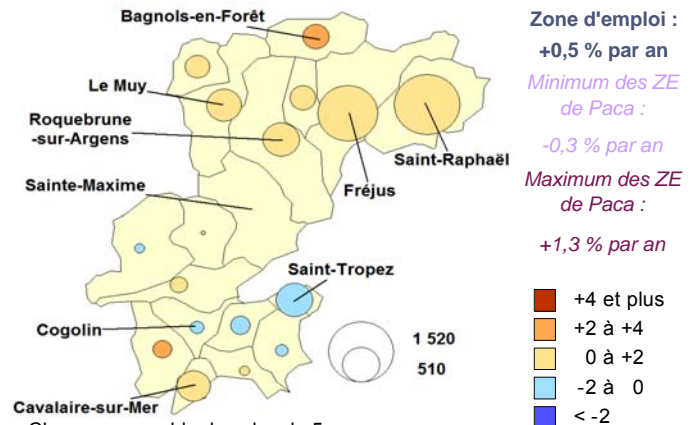 Bagnols-en-Forêt
Le Muy
Roquebrune
-sur-Argens
Sainte-Maxime
Saint-Raphaël
Fréjus
Saint-Tropez
Cogolin
Cavalaire-sur-Mer
1 520
510
Zone d'emploi :
+0,5 % par an
Minimum des ZE
de Paca :
-0,3 % par an
Maximum des ZE
de Paca :
+1,3 % par an
+4 et plus
+2 à +4
0 à +2
-2 à 0
< -2